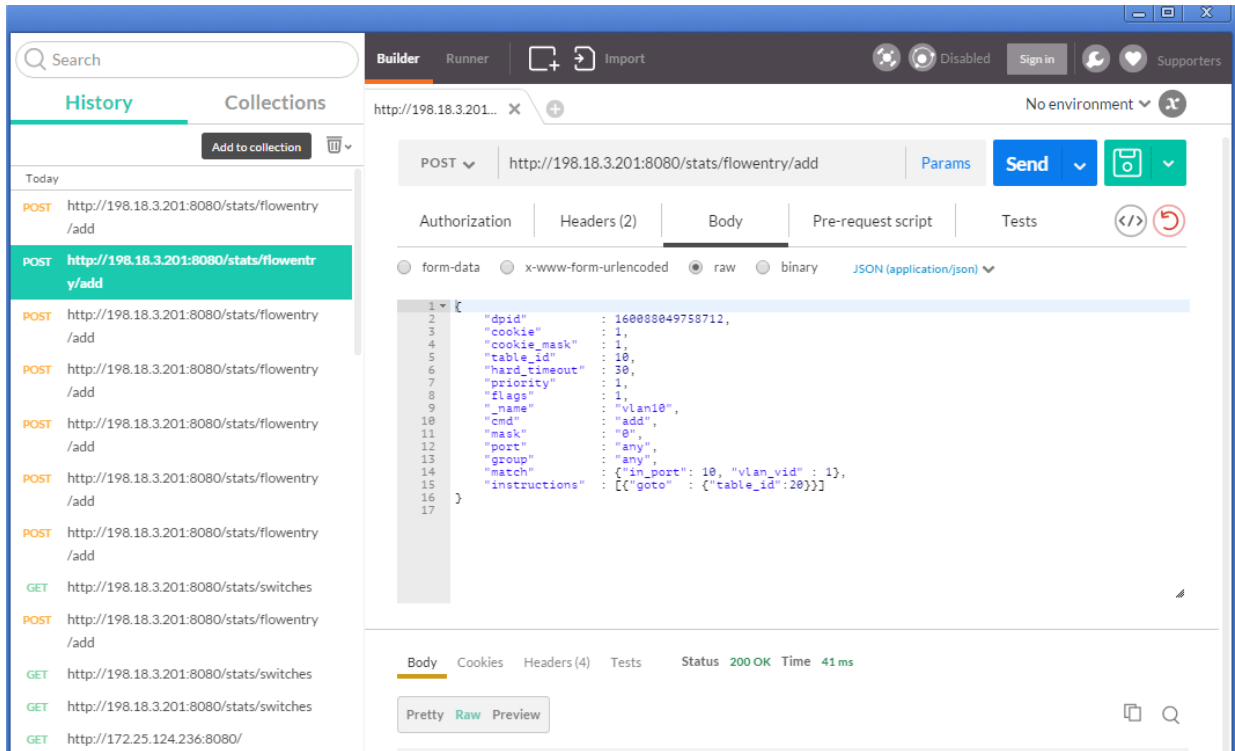 Search
History Collections
Add to collection
Today
POST http://198.18.3.201:8080/stats/flowentry
/add
POST http://198.18.3.201:8080/stats/flowentr
y/add
POST http://198.18.3.201:8080/stats/flowentry
/add
POST http://198.18.3.201:8080/stats/flowentry
/add
POST http://198.18.3.201:8080/stats/flowentry
/add
POST http://198.18.3.201:8080/stats/flowentry
/add
POST http://198.18.3.201:8080/stats/flowentry
/add
GET http://198.18.3.201:8080/stats/switches
POST http://198.18.3.201:8080/stats/flowentry
/add
GET http://198.18.3.201:8080/stats/switches
GET http://198.18.3.201:8080/stats/switches
GET http://172.25.124.236:8080/
Builder Runner Import Disabled Sign in Supporters
http://198.18.3.201... No environment
POST http://198.18.3.201:8080/stats/flowentry/add Params Send
Authorization Headers (2) Body Pre-request script Tests
form-data x-www-form-urlencoded raw binary JSON (application/json)
1 {
2 "dpid" : 160088049758712,
3 "cookie" : 1,
4 "cookie_mask" : 1,
5 "table_id" : 10,
6 "hard_timeout" : 30,
7 "priority" : 1,
8 "flags" : 1,
9 "_name" : "vlan10",
10 "cmd" : "add",
11 "mask" : "0",
12 "port" : "any",
13 "group" : "any",
14 "match" : {"in_port": 10, "vlan_vid" : 1},
15 "instructions" : [{"goto" : {"table_id":20}}]
16 }
17
Body Cookies Headers (4) Tests Status 200 OK Time 41 ms
Pretty Raw Preview